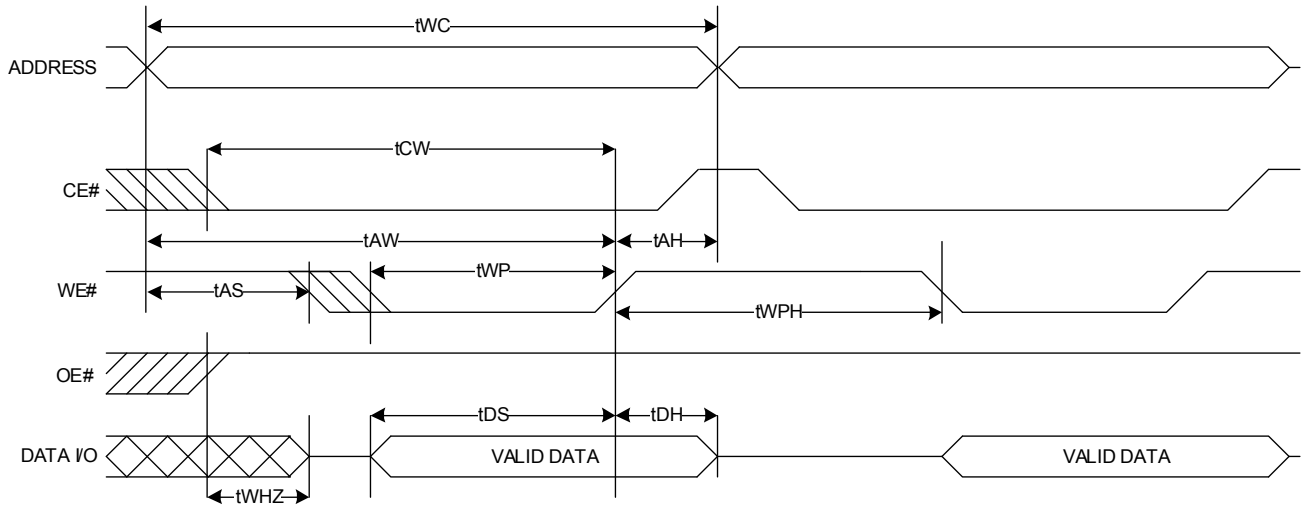 tWC
ADDRESS
tCW
CE#
tAW
tAH
tWP
WE#
tAS
tWPH
OE#
tDS
tDH
DATA I/O
VALID DATA
VALID DATA
tWHZ